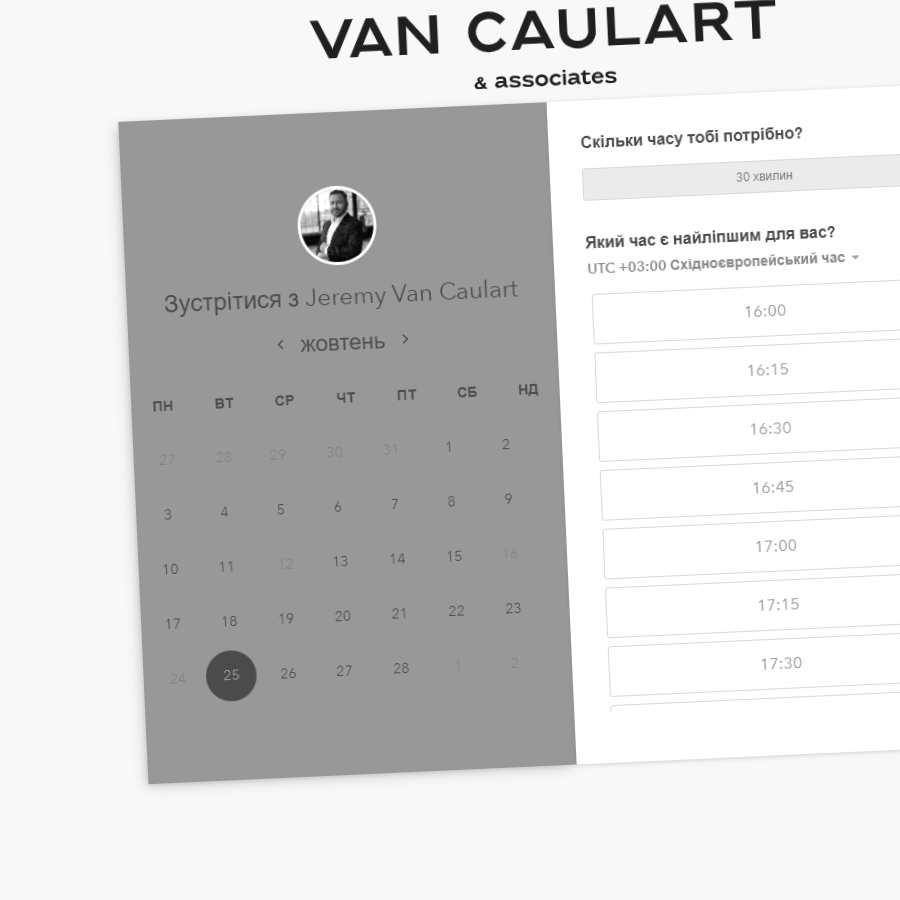 VAN CAULART
& associates
Зустрітися з Jeremy Van Caulart
жовтень
ПН ВТ СР ЧТ ПТ СБ НД
27 28 29 30 31 1 2
3 4 5 6 7 8 9
10 11 12 13 14 15 16
17 18 19 20 21 22 23
24 25 26 27 28 1 2
Скільки часу тобі потрібно?
30 хвилин
Який час є найліпшим для вас?
UTC +03:00 Східноєвропейський час
16:00
16:15
16:30
16:45
17:00
17:15
17:30